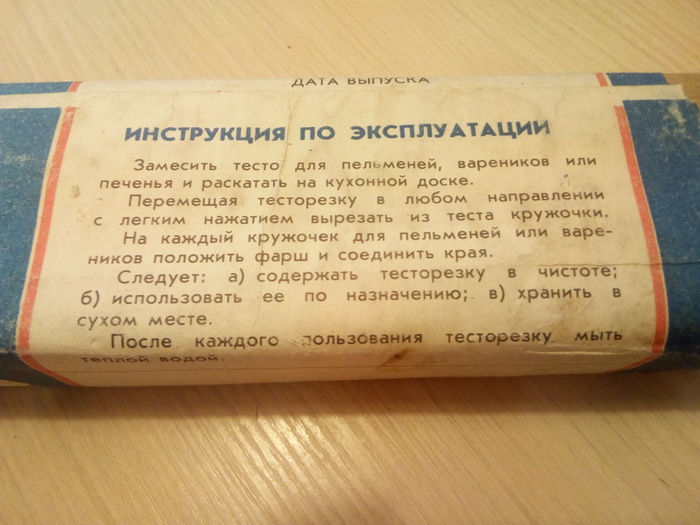 ДАТА ВЫПУСКА
ИНСТРУКЦИЯ ПО ЭКСПЛУАТАЦИИ
Замесить тесто для пельменей, вареников или
печенья и раскатать на кухонной доске.
Перемещая тесторезку в любом направлении
с легким нажатием вырезать из теста кружочки.
На каждый кружочек для пельменей или варе-
ников положить фарш и соединить края.
Следует: а) содержать тесторезку в чистоте;
б) использовать ее по назначению; в) хранить в
сухом месте.
После каждого пользования тесторезку мыть
теплой водой.